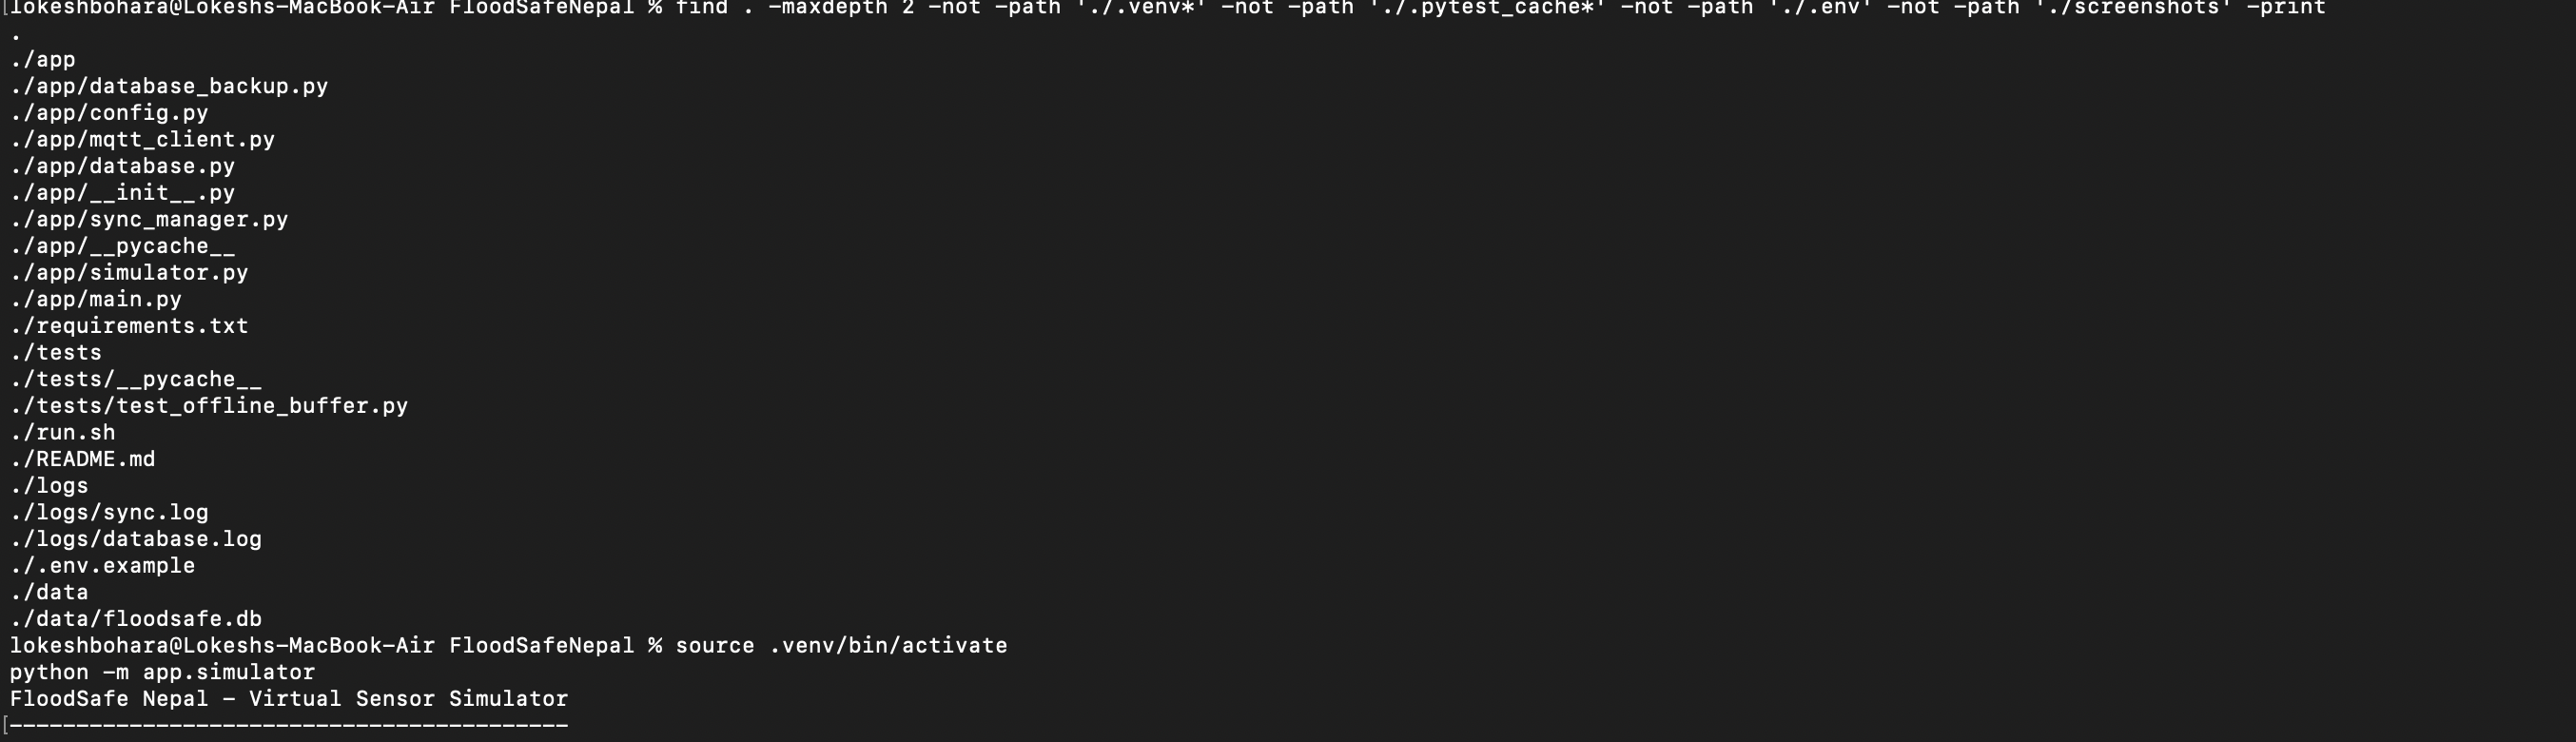 [lokeshbohara@Lokeshs-MacBook-Air FloodSafeNepal % find . -maxdepth 2 -not -path './.venv*' -not -path './.pytest_cache*' -not -path './.env' -not -path './screenshots' -print
.
./app
./app/database_backup.py
./app/config.py
./app/mqtt_client.py
./app/database.py
./app/__init__.py
./app/sync_manager.py
./app/__pycache__
./app/simulator.py
./app/main.py
./requirements.txt
./tests
./tests/__pycache__
./tests/test_offline_buffer.py
./run.sh
./README.md
./logs
./logs/sync.log
./logs/database.log
./.env.example
./data
./data/floodsafe.db
lokeshbohara@Lokeshs-MacBook-Air FloodSafeNepal % source .venv/bin/activate
python -m app.simulator
FloodSafe Nepal - Virtual Sensor Simulator
[------------------------------------------